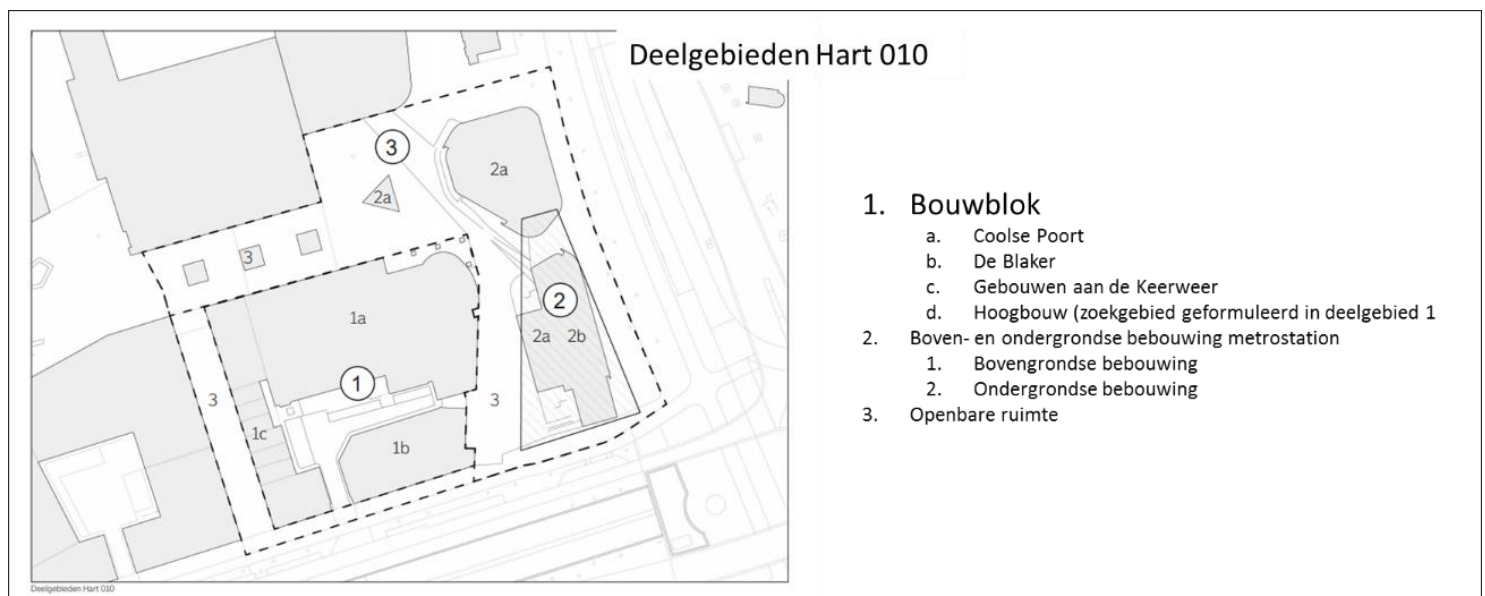 Deelgebieden Hart 010
3
2a
2a
3
2
1a
2a 2b
1
3
3
1c
1b
Deelgebieden Hart 010
1. Bouwblok
a. Coolse Poort
b. De Blaker
c. Gebouwen aan de Keerweer
d. Hoogbouw (zoekgebied geformuleerd in deelgebied 1
2. Boven- en ondergrondse bebouwing metrostation
1. Bovengrondse bebouwing
2. Ondergrondse bebouwing
3. Openbare ruimte